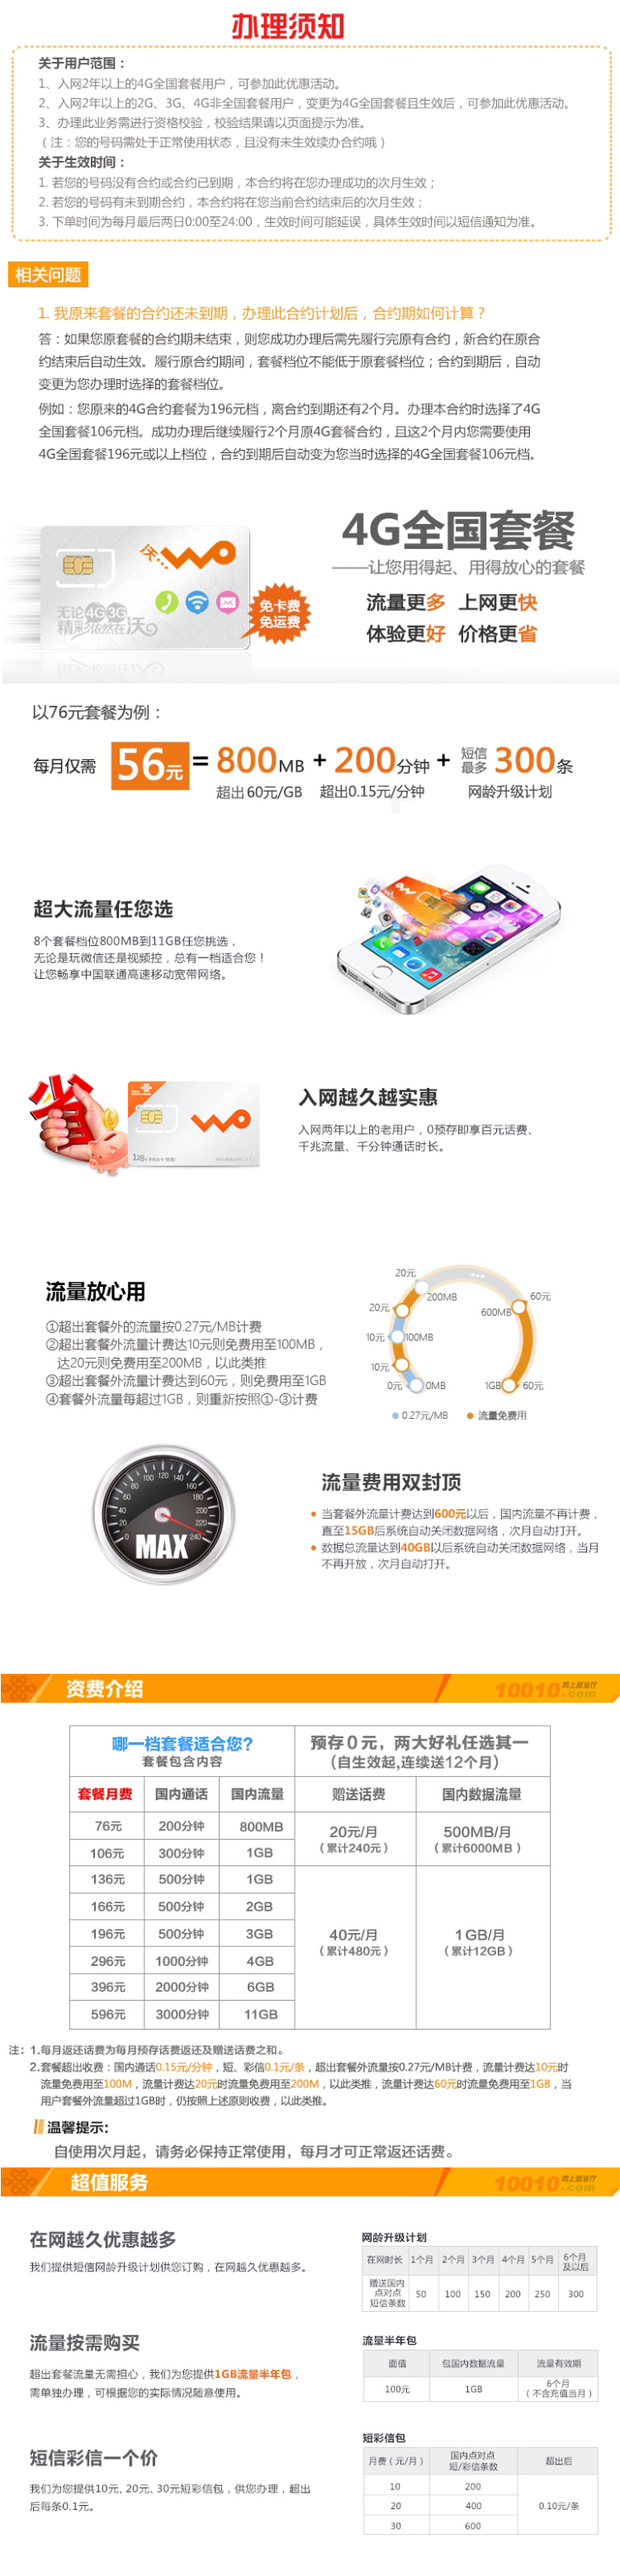 办理须知
关于用户范围：
1、入网2年以上的4G全国套餐用户，可参加此优惠活动。
2、入网2年以上的2G、3G、4G非全国套餐用户，变更为4G全国套餐且生效后，可参加此优惠活动。
3、办理此业务需进行资格校验，校验结果请以页面提示为准。
（注：您的号码需处于正常使用状态，且没有未生效续办合约哦）
关于生效时间：
1. 若您的号码没有合约或合约已到期，本合约将在您办理成功的次月生效；
2. 若您的号码有未到期合约，本合约将在您当前合约结束后的次月生效；
3. 下单时间为每月最后两日0:00至24:00，生效时间可能延误，具体生效时间以短信通知为准。
相关问题
1. 我原来套餐的合约还未到期，办理此合约计划后，合约期如何计算？
答：如果您原套餐的合约期未结束，则您成功办理后需先履行完原有合约，新合约在原合
约结束后自动生效。履行原合约期间，套餐档位不能低于原套餐档位；合约到期后，自动
变更为您办理时选择的套餐档位。
例如：您原来的4G合约套餐为196元档，离合约到期还有2个月。办理本合约时选择了4G
全国套餐106元档。成功办理后继续履行2个月原4G套餐合约，且这2个月内您需要使用
4G全国套餐196元或以上档位，合约到期后自动变为您当时选择的4G全国套餐106元档。
沃... WO
无论4G 3G
精彩依然在沃
免卡费
免运费
4G全国套餐
——让您用得起、用得放心的套餐
流量更多 上网更快
体验更好 价格更省
以76元套餐为例：
每月仅需 56元 = 800MB + 200分钟 + 短信最多 300条
超出60元/GB 超出0.15元/分钟 网龄升级计划
超大流量任您选
8个套餐档位800MB到11GB任您挑选，
无论是玩微信还是视频控，总有一档适合您！
让您畅享中国联通高速移动宽带网络。
省
WO
入网越久越实惠
入网两年以上的老用户，0预存即享百元话费、
千兆流量、千分钟通话时长。
流量放心用
①超出套餐外的流量按0.27元/MB计费
②超出套餐外流量计费达10元则免费用至100MB，
达20元则免费用至200MB，以此类推
③超出套餐外流量计费达到60元，则免费用至1GB
④套餐外流量每超过1GB，则重新按照①-③计费
20元 200MB 60元
20元 600MB
10元 100MB
10元
0元 0MB 1GB 60元
0.27元/MB 流量免费用
80 100 120 140 160
60 180
40 200
20 220
0 240
MAX
流量费用双封顶
当套餐外流量计费达到600元以后，国内流量不再计费，
直至15GB后系统自动关闭数据网络，次月自动打开。
数据总流量达到40GB以后系统自动关闭数据网络，当月
不再开放，次月自动打开。
资费介绍 10010.com 网上营业厅
哪一档套餐适合您? 预存0元，两大好礼任选其一
套餐包含内容 (自生效起,连续送12个月)
套餐月费 国内通话 国内流量 赠送话费 国内数据流量
76元 200分钟 800MB 20元/月 （累计240元） 500MB/月 （累计6000MB）
106元 300分钟 1GB
136元 500分钟 1GB
166元 500分钟 2GB
196元 500分钟 3GB 40元/月 （累计480元） 1GB/月 （累计12GB）
296元 1000分钟 4GB
396元 2000分钟 6GB
596元 3000分钟 11GB
注：1.每月返还话费为每月预存话费返还及赠送话费之和。
2.套餐超出收费：国内通话0.15元/分钟，短、彩信0.1元/条，超出套餐外流量按0.27元/MB计费，流量计费达10元时
流量免费用至100M，流量计费达20元时流量免费用至200M，以此类推，流量计费达60元时流量免费用至1GB，当
用户套餐外流量超过1GB时，仍按照上述原则收费，以此类推。
温馨提示:
自使用次月起，请务必保持正常使用，每月才可正常返还话费。
超值服务 10010.com 网上营业厅
在网越久优惠越多
我们提供短信网龄升级计划供您订购，在网越久优惠越多。
网龄升级计划
在网时长 1个月 2个月 3个月 4个月 5个月 6个月及以后
赠送国内点对点短信条数 50 100 150 200 250 300
流量按需购买
超出套餐流量无需担心，我们为您提供1GB流量半年包，
需单独办理，可根据您的实际情况随意使用。
流量半年包
面值 包国内数据流量 流量有效期
100元 1GB 6个月（不含充值当月）
短信彩信一个价
我们为您提供10元、20元、30元短彩信包，供您办理，超出
后每条0.1元。
短彩信包
月费（元/月） 国内点对点短/彩信条数 超出后
10 200
20 400 0.10元/条
30 600